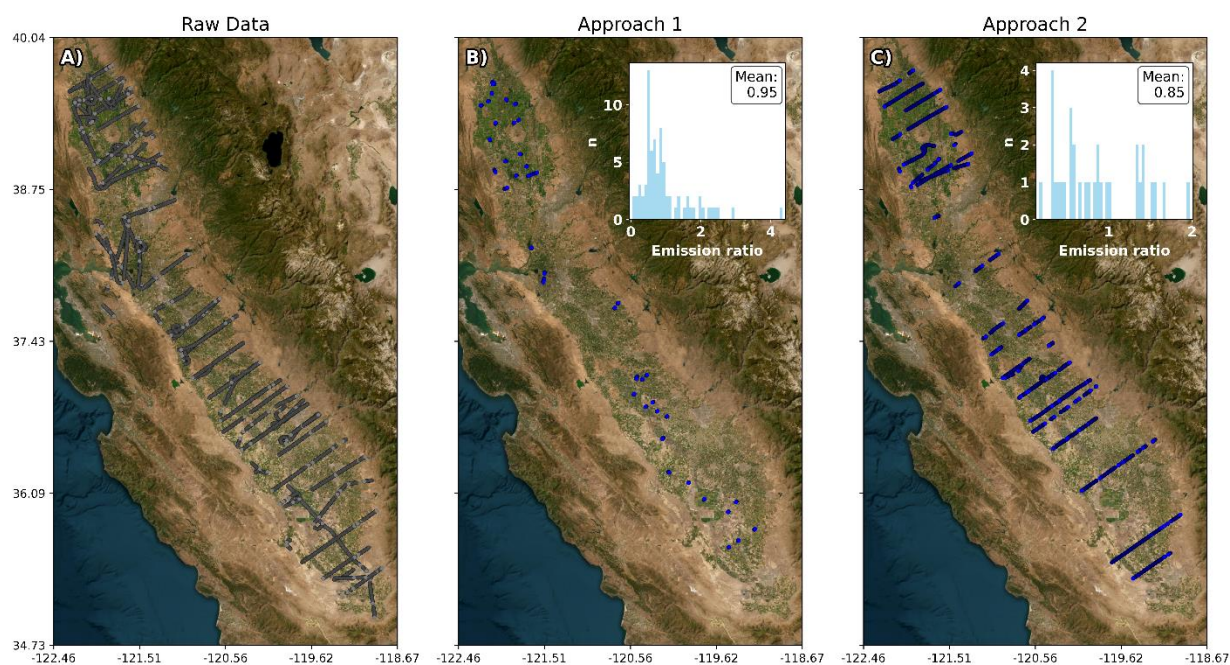 Raw Data
Approach 1
Approach 2
40.04
38.75
37.43
36.09
34.73
A)
-122.46 -121.51 -120.56 -119.62 -118.67
B)
Mean:
0.95
10
5
0
n
0 2 4
Emission ratio
-122.46 -121.51 -120.56 -119.62 -118.67
C)
Mean:
0.85
4
3
2
1
0
n
1 2
Emission ratio
-122.46 -121.51 -120.56 -119.62 -118.67